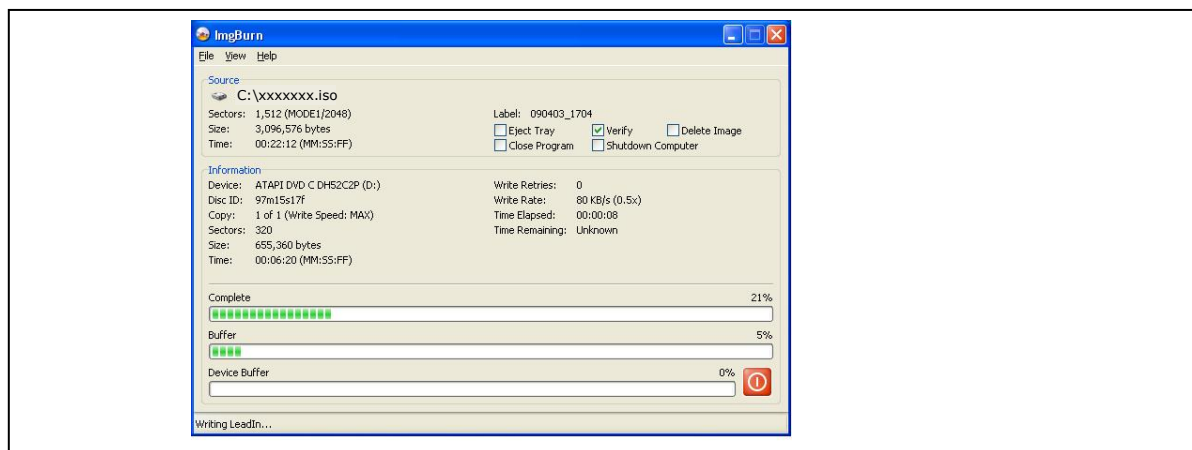 ImgBurn
File View Help
Source
C:\xxxxxxx.iso
Sectors: 1,512 (MODE1/2048)
Size: 3,096,576 bytes
Time: 00:22:12 (MM:SS:FF)
Label: 090403_1704
Eject Tray Verify Delete Image
Close Program Shutdown Computer
Information
Device: ATAPI DVD C DH52C2P (D:)
Disc ID: 97m15s17f
Copy: 1 of 1 (Write Speed: MAX)
Sectors: 320
Size: 655,360 bytes
Time: 00:06:20 (MM:SS:FF)
Write Retries: 0
Write Rate: 80 KB/s (0.5x)
Time Elapsed: 00:00:08
Time Remaining: Unknown
Complete 21%
Buffer 5%
Device Buffer 0%
Writing LeadIn...